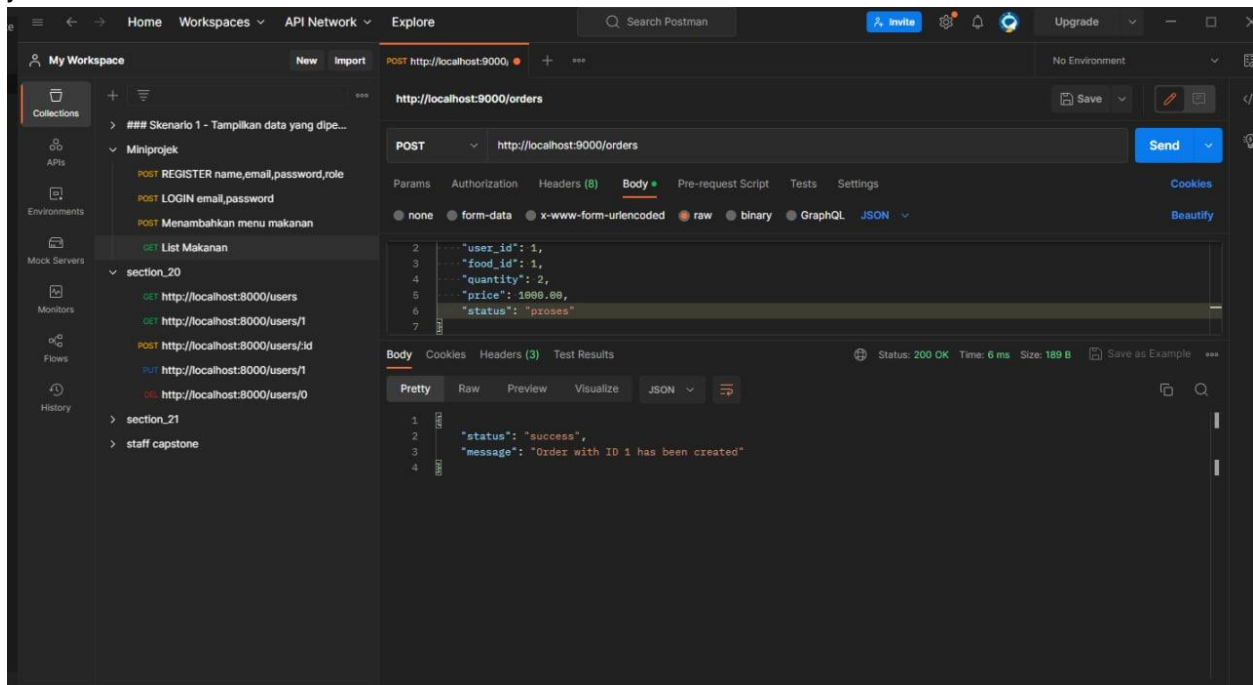 Home Workspaces API Network Explore Search Postman Invite Upgrade
My Workspace New Import POST http://localhost:9000/ No Environment
Collections
APIs
Environments
Mock Servers
Monitors
Flows
History
### Skenario 1 - Tampilkan data yang dipe...
Miniprojek
POST REGISTER name,email,password,role
POST LOGIN email,password
POST Menambahkan menu makanan
GET List Makanan
section_20
GET http://localhost:8000/users
GET http://localhost:8000/users/1
POST http://localhost:8000/users/:id
PUT http://localhost:8000/users/1
DEL http://localhost:8000/users/0
section_21
staff capstone
http://localhost:9000/orders Save
POST http://localhost:9000/orders Send
Params Authorization Headers (8) Body Pre-request Script Tests Settings Cookies
none form-data x-www-form-urlencoded raw binary GraphQL JSON Beautify
2 "user_id": 1,
3 "food_id": 1,
4 "quantity": 2,
5 "price": 1000.00,
6 "status": "proses"
7 }
Body Cookies Headers (3) Test Results Status: 200 OK Time: 6 ms Size: 189 B Save as Example
Pretty Raw Preview Visualize JSON
1 {
2 "status": "success",
3 "message": "Order with ID 1 has been created"
4 }